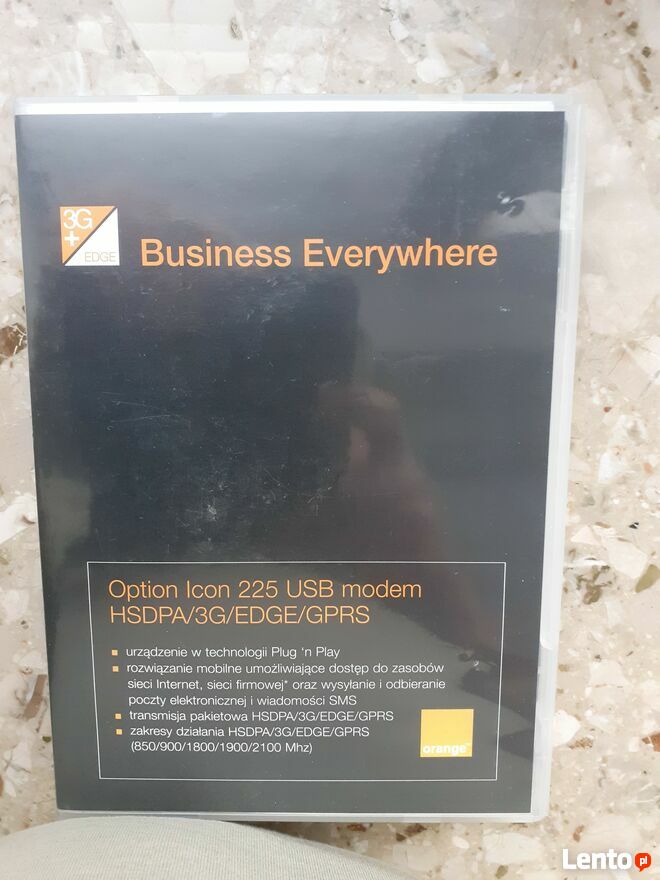 3G
+
EDGE
Business Everywhere
Option Icon 225 USB modem
HSDPA/3G/EDGE/GPRS
urządzenie w technologii Plug 'n Play
rozwiązanie mobilne umożliwiające dostęp do zasobów
sieci Internet, sieci firmowej* oraz wysyłanie i odbieranie
poczty elektronicznej i wiadomości SMS
transmisja pakietowa HSDPA/3G/EDGE/GPRS
zakresy działania HSDPA/3G/EDGE/GPRS
(850/900/1800/1900/2100 Mhz)
orange™
Lento.pl